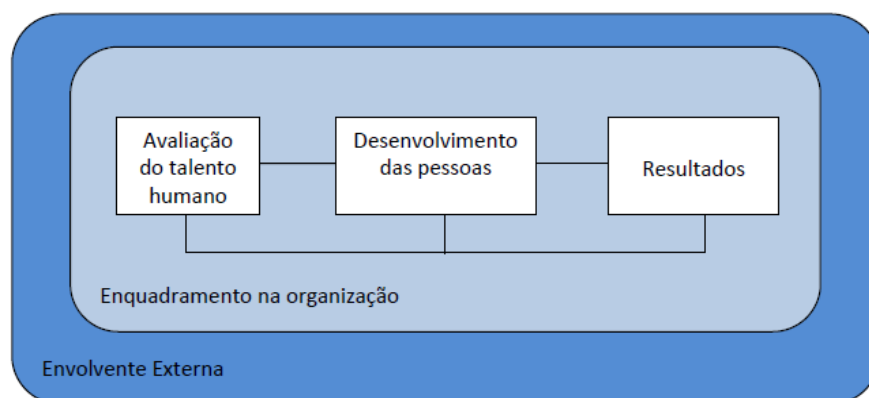 Avaliação
do talento
humano
Desenvolvimento
das pessoas
Resultados
Enquadramento na organização
Envolvente Externa